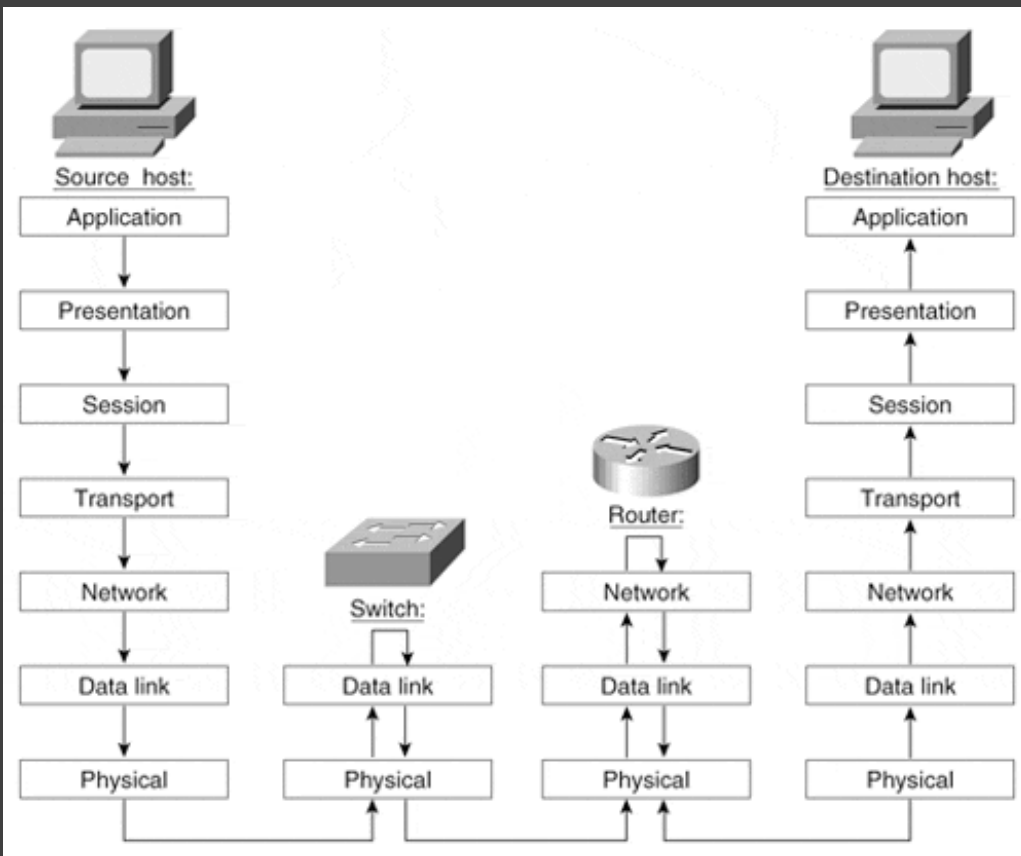 Source host:
Application
Presentation
Session
Transport
Network
Data link
Physical
Switch:
Data link
Physical
Router:
Network
Data link
Physical
Destination host:
Application
Presentation
Session
Transport
Network
Data link
Physical